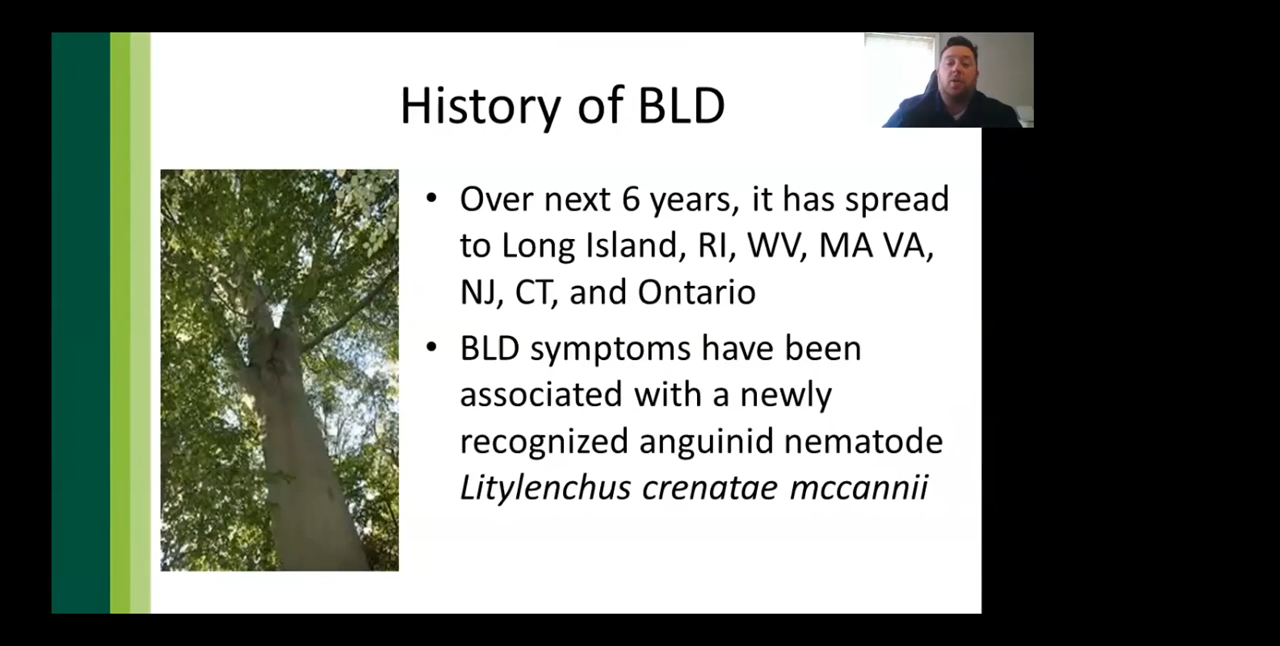 History of BLD
• Over next 6 years, it has spread
to Long Island, RI, WV, MA VA,
NJ, CT, and Ontario
• BLD symptoms have been
associated with a newly
recognized anguinid nematode
Litylenchus crenatae mccannii